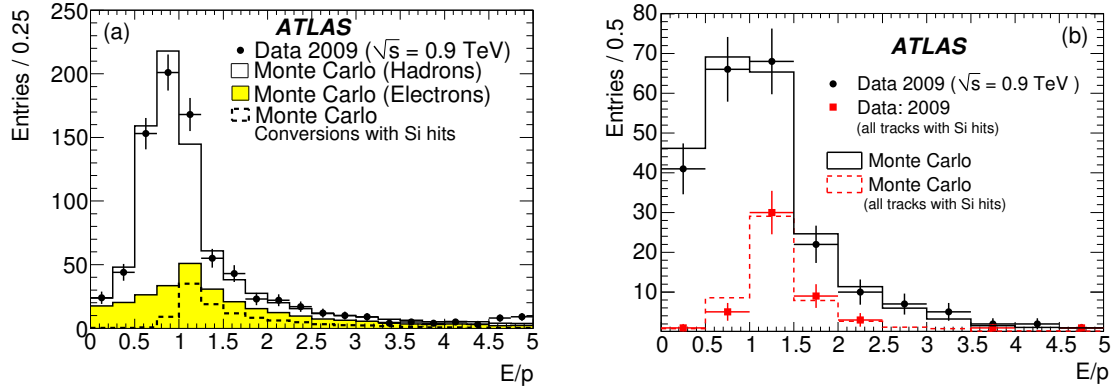 (a)
ATLAS
Data 2009 (√s = 0.9 TeV)
Monte Carlo (Hadrons)
Monte Carlo (Electrons)
Monte Carlo
Conversions with Si hits
Entries / 0.25
250
200
150
100
50
0
0 0.5 1 1.5 2 2.5 3 3.5 4 4.5 5
E/p
(b)
ATLAS
Data 2009 (√s = 0.9 TeV)
Data: 2009
(all tracks with Si hits)
Monte Carlo
Monte Carlo
(all tracks with Si hits)
Entries / 0.5
80
70
60
50
40
30
20
10
0
0 0.5 1 1.5 2 2.5 3 3.5 4 4.5 5
E/p